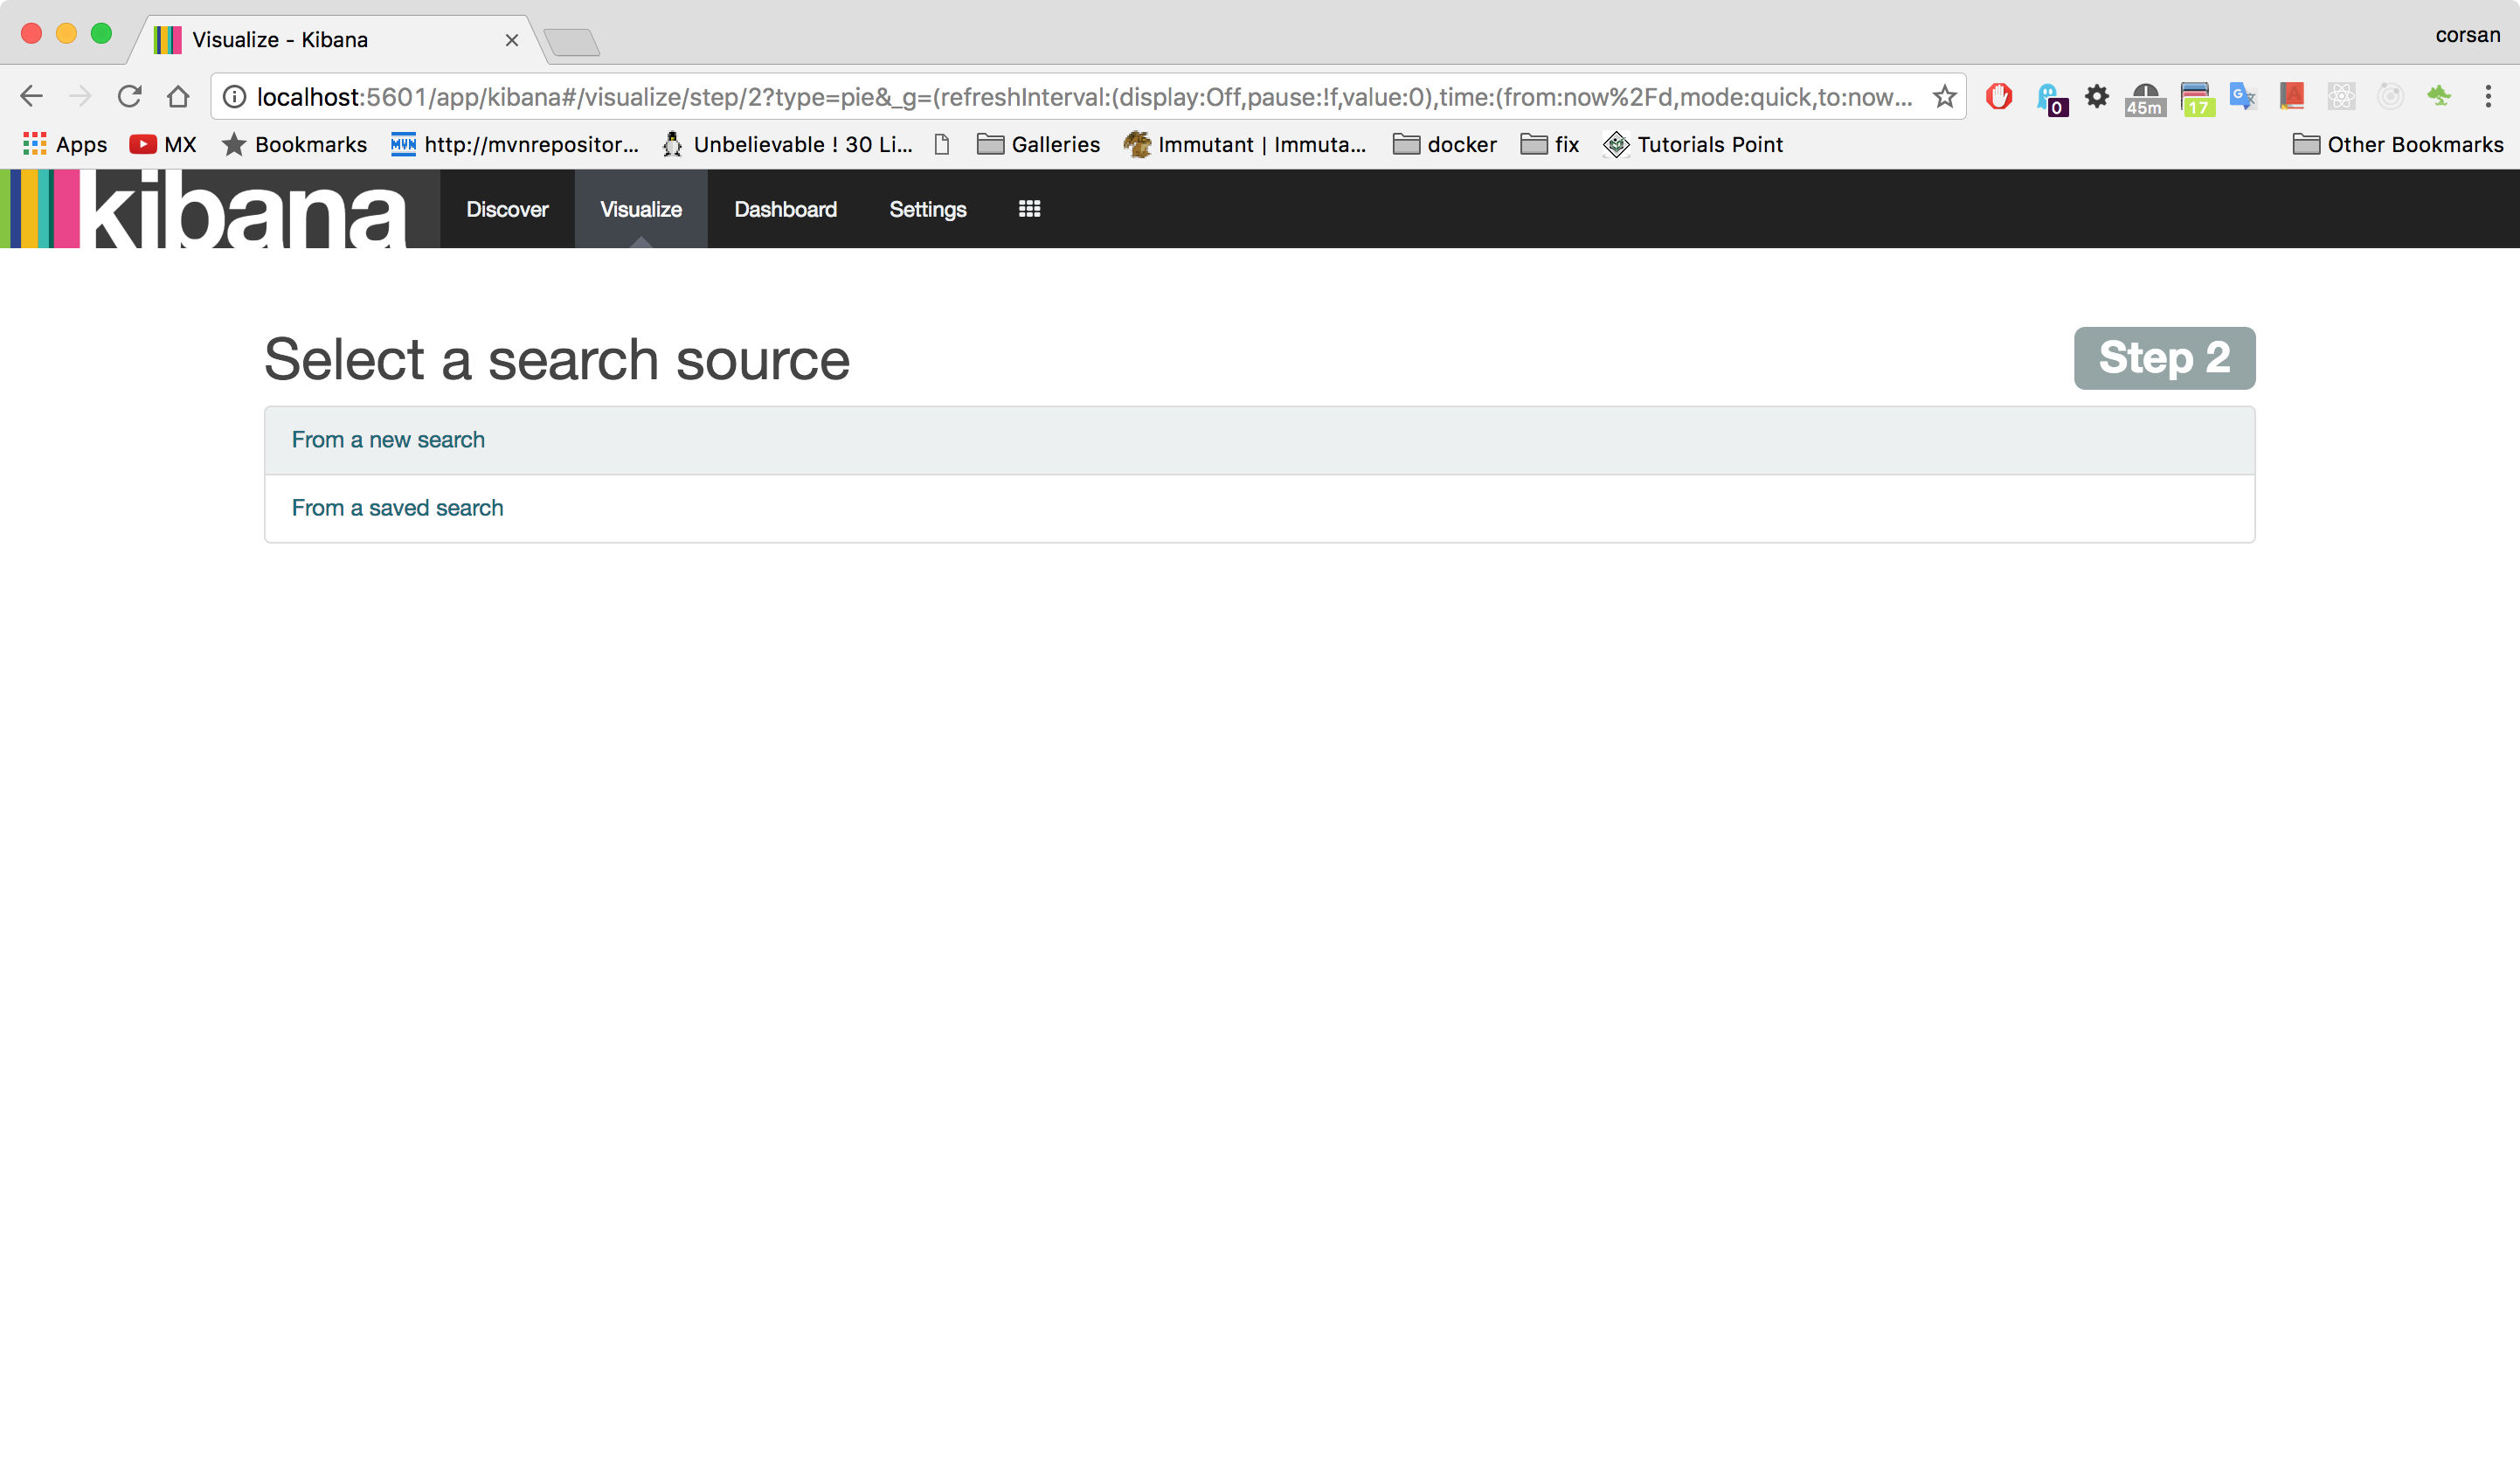 Visualize - Kibana
corsan
localhost:5601/app/kibana#/visualize/step/2?type=pie&_g=(refreshInterval:(display:Off,pause:!f,value:0),time:(from:now%2Fd,mode:quick,to:now...
0
45m
17
Apps MX Bookmarks MVN http://mvnrepositor... Unbelievable ! 30 Li... Galleries Immutant | Immuta... docker fix Tutorials Point Other Bookmarks
kibana Discover Visualize Dashboard Settings
Select a search source Step 2
From a new search
From a saved search